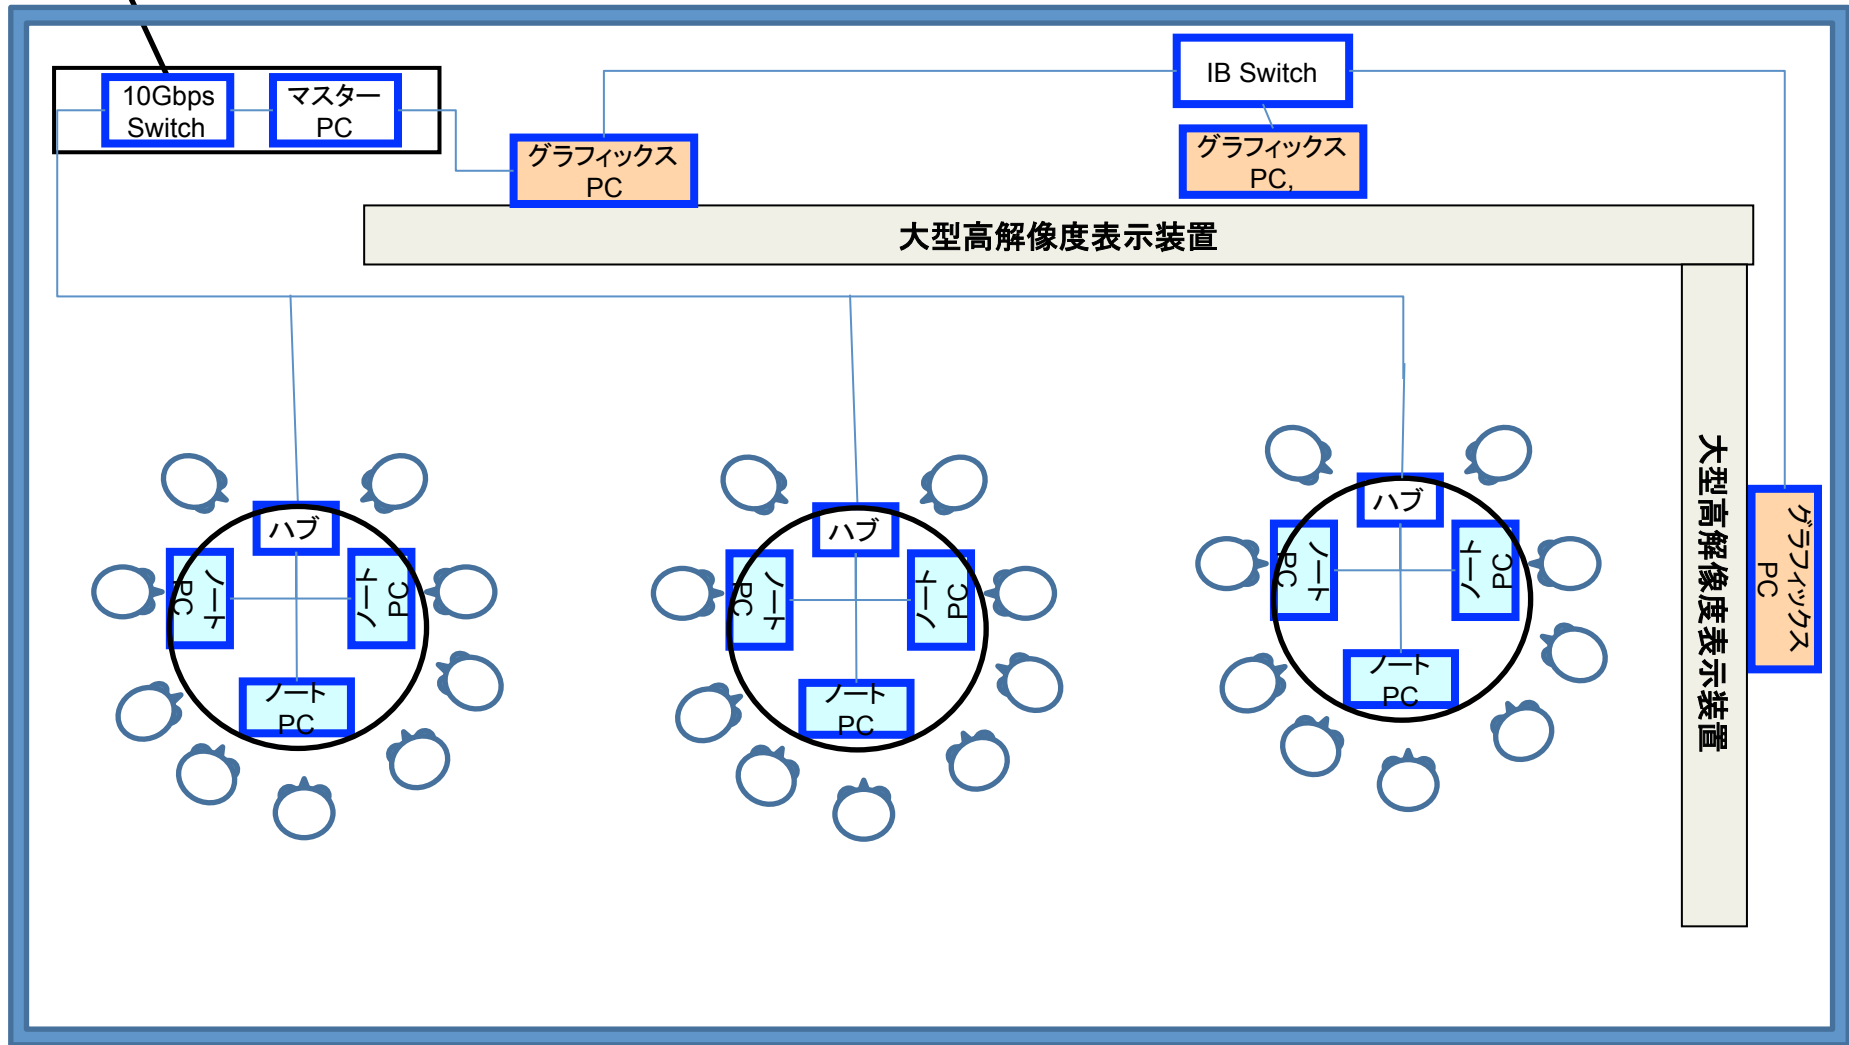 10Gbps
Switch
マスター
PC
IB Switch
グラフィックス
PC
グラフィックス
PC,
大型高解像度表示装置
大型高解像度表示装置
グラフィックス
PC
ハブ
ノート
PC
ノート
PC
ノート
PC
ハブ
ノート
PC
ノート
PC
ノート
PC
ハブ
ノート
PC
ノート
PC
ノート
PC